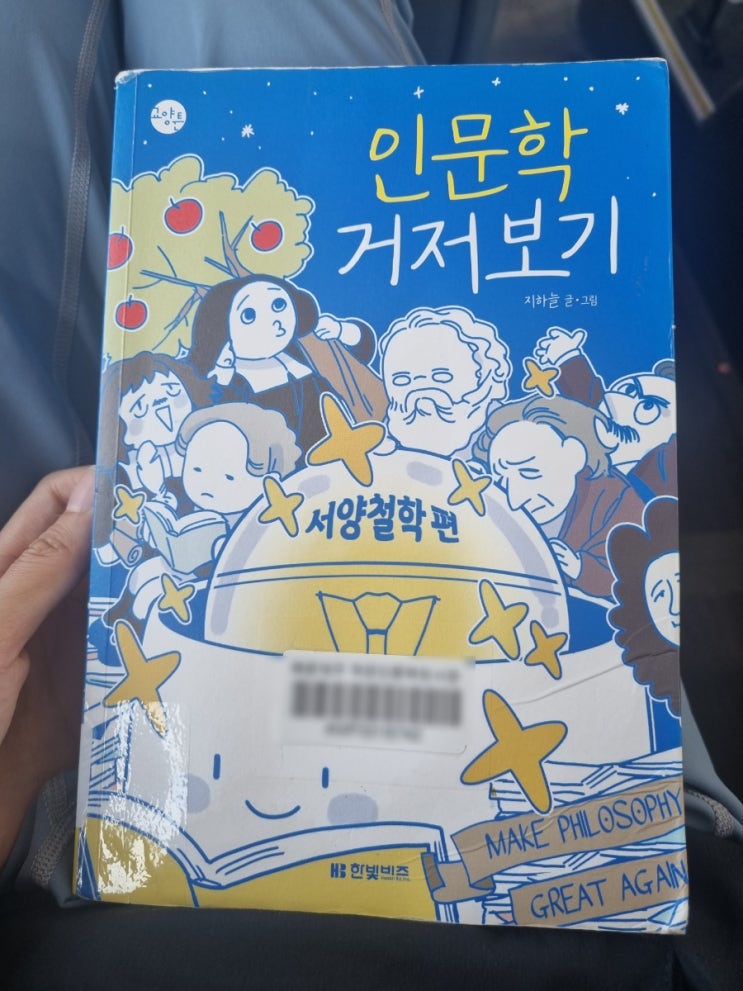 교양툰
인문학
거저보기
지하늘 글·그림
서양철학 편
MAKE PHILOSOPHY
GREAT AGAIN
HB 한빛비즈